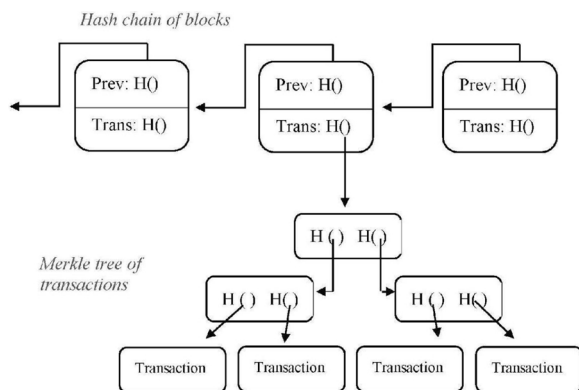 Hash chain of blocks
Prev: H()
Prev: H()
Prev: H()
Trans: H()
Trans: H()
Trans: H()
H ( ) H()
Merkle tree of
transactions
H () H()
H () H()
Transaction
Transaction
Transaction
Transaction